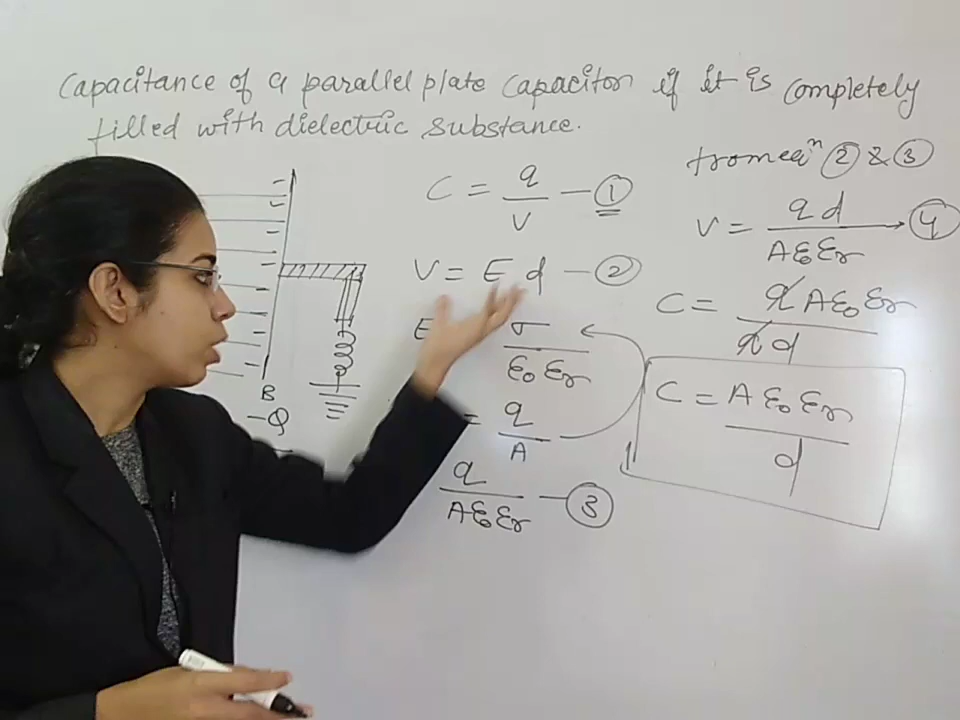 Capacitance of a parallel plate capacitor if it is completely
filled with dielectric substance.
C = q/V — ①
V = E d — ②
E
σ/ε₀εr
= q/A
q/Aε₀εr — ③
B
-Q
from eqⁿ ② & ③
V = qd/Aε₀εr → ④
C = qAε₀εr/qd
C = Aε₀εr/d